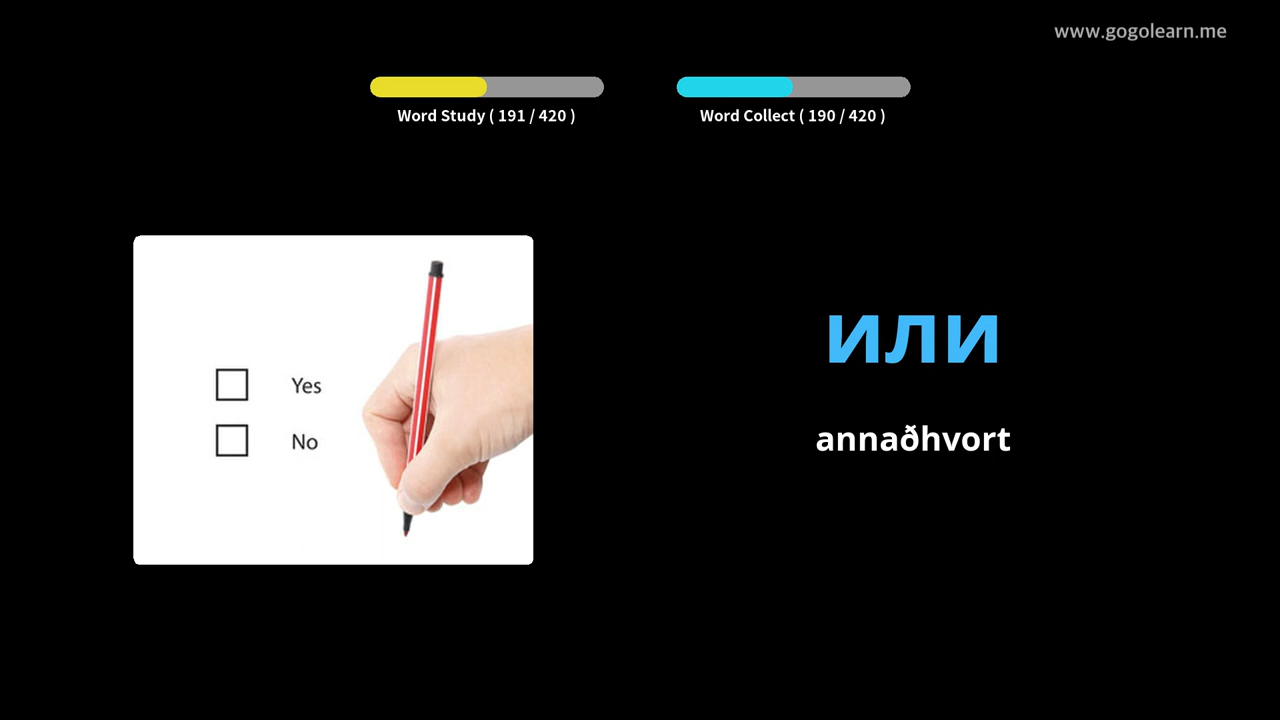 www.gogolearn.me
Word Study ( 191 / 420 )
Word Collect ( 190 / 420 )
Yes
No
или
annaðhvort